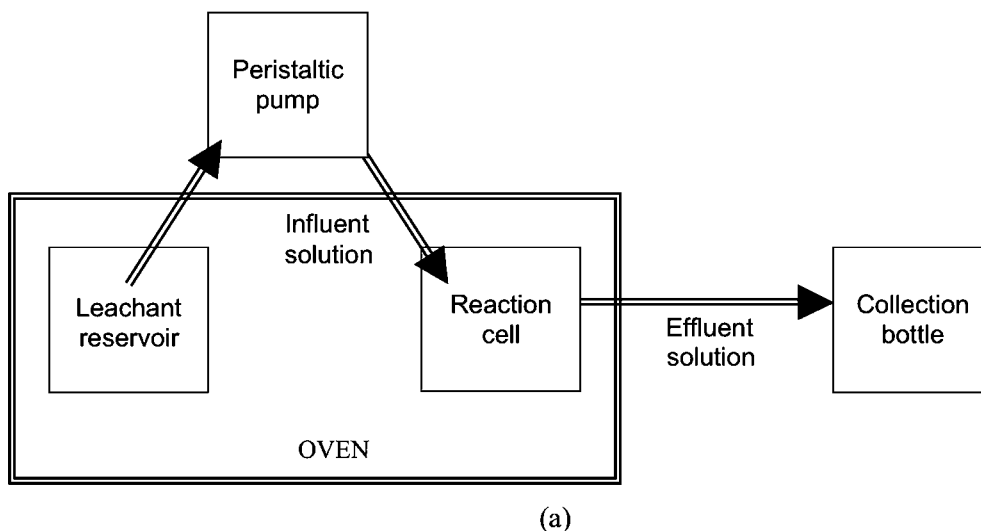 Peristaltic
pump
Influent
solution
Leachant
reservoir
Reaction
cell
Effluent
solution
Collection
bottle
OVEN
(a)